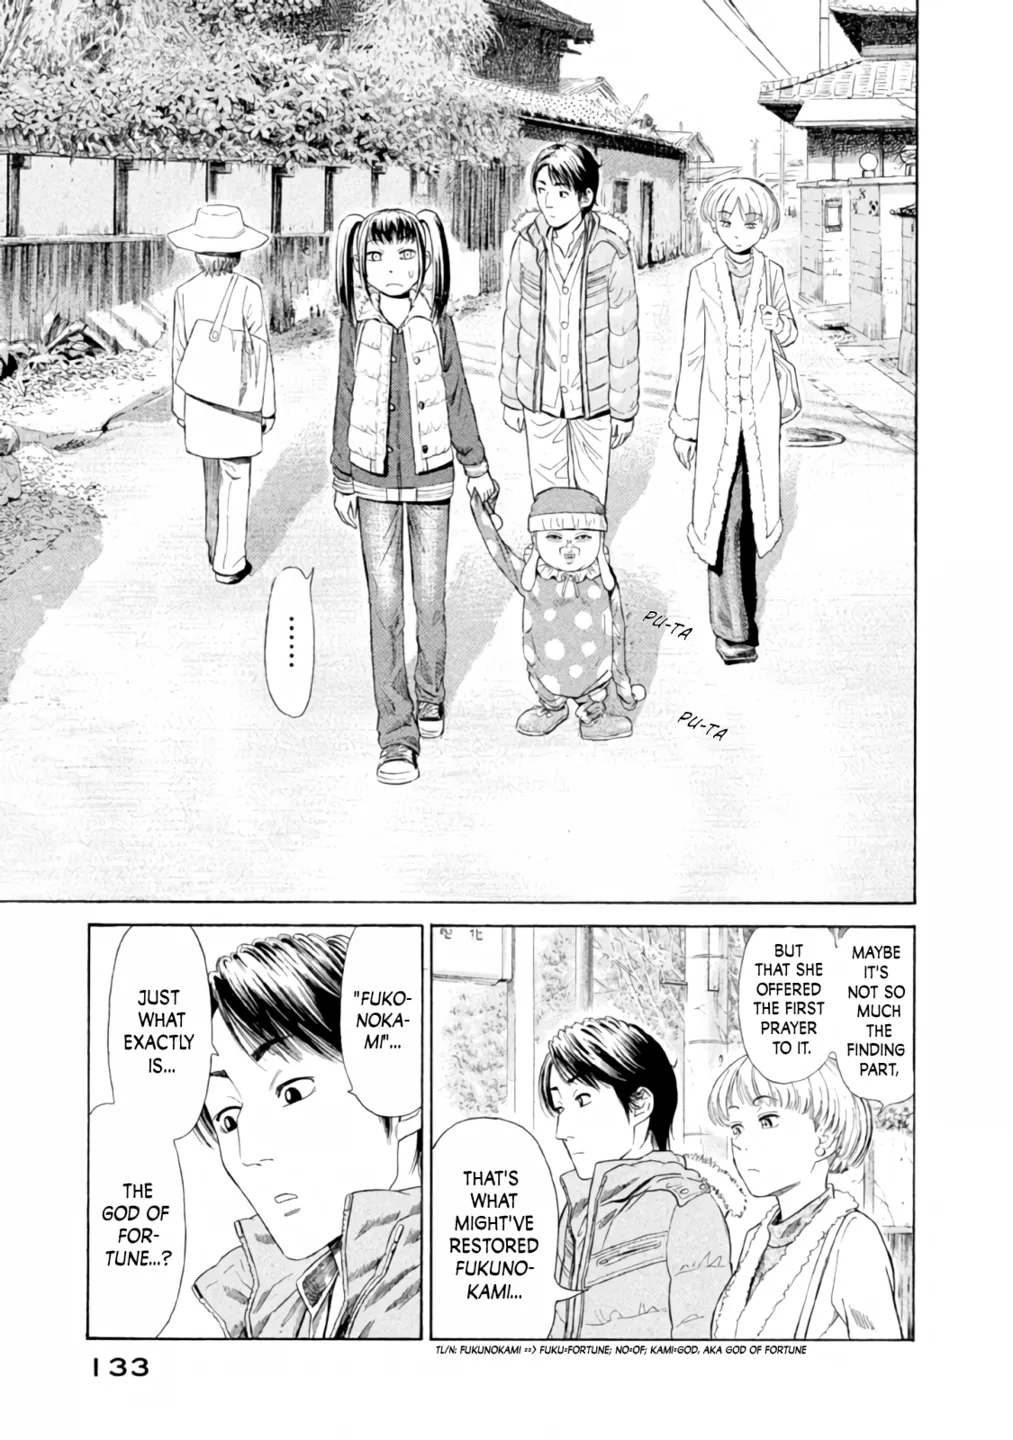 ......
PU-TA
PU-TA
MAYBE
IT'S
NOT SO
MUCH
THE
FINDING
PART,
BUT
THAT SHE
OFFERED
THE FIRST
PRAYER
TO IT.
THAT'S
WHAT
MIGHT'VE
RESTORED
FUKUNO-
KAMI...
TL/N: FUKUNOKAMI ==> FUKU=FORTUNE; NO=OF; KAMI=GOD, AKA GOD OF FORTUNE
"FUKO-
NOKA-
MI"...
JUST
WHAT
EXACTLY
IS...
THE
GOD OF
FOR-
TUNE...?
133